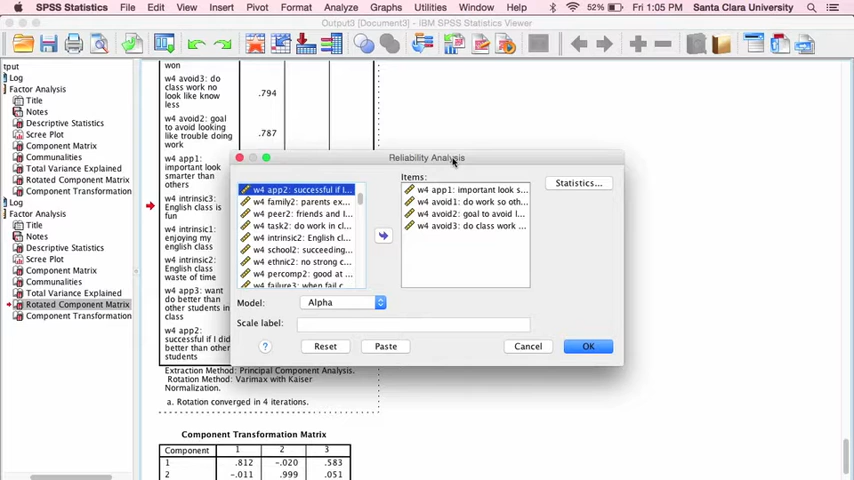 SPSS Statistics File Edit View Insert Pivot Format Analyze Graphs Utilities Window Help 52% Fri 1:05 PM Santa Clara University
Output3 [Document3] - IBM SPSS Statistics Viewer
tput
Log
Factor Analysis
Title
Notes
Descriptive Statistics
Scree Plot
Component Matrix
Communalities
Total Variance Explained
Rotated Component Matrix
Component Transformation
Log
Factor Analysis
Title
Notes
Descriptive Statistics
Scree Plot
Component Matrix
Communalities
Total Variance Explained
Rotated Component Matrix
Component Transformation
won
w4 avoid3: do
class work no
look like know
less
.794
w4 avoid2: goal
to avoid looking
like trouble doing
work
.787
w4 app1:
important look
smarter than
others
w4 intrinsic3:
English class is
fun
w4 intrinsic1:
enjoying my
english class
w4 intrinsic2:
English class
waste of time
w4 app3: want
do better than
other students in
class
w4 app2:
successful if I did
better than other
students
Extraction Method: Principal Component Analysis.
Rotation Method: Varimax with Kaiser
Normalization.
a. Rotation converged in 4 iterations.
Component Transformation Matrix
Component 1 2 3
1 .812 -.020 .583
2 -.011 .999 .051
Reliability Analysis
w4 app2: successful if I...
w4 family2: parents ex...
w4 peer2: friends and I...
w4 task2: do work in c...
w4 intrinsic2: English cl...
w4 school2: succeeding...
w4 ethnic2: no strong c...
w4 percomp2: good at ...
w4 failure3: when fail c...
Items:
w4 app1: important look s...
w4 avoid1: do work so oth...
w4 avoid2: goal to avoid l...
w4 avoid3: do class work ...
Statistics...
Model: Alpha
Scale label:
? Reset Paste Cancel OK